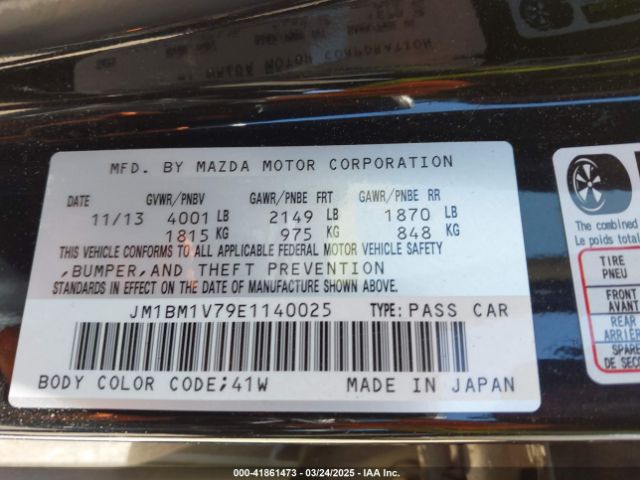 MFD. BY MAZDA MOTOR CORPORATION
DATE GVWR/PNBV GAWR/PNBE FRT GAWR/PNBE RR
11/13 4001 LB 2149 LB 1870 LB
1815 KG 975 KG 848 KG
THIS VEHICLE CONFORMS TO ALL APPLICABLE FEDERAL MOTOR VEHICLE SAFETY
,BUMPER,AND THEFT PREVENTION
STANDARDS IN EFFECT ON THE DATE OF MANUFACTURE SHOWN ABOVE.
JM1BM1V79E1140025 TYPE:PASS CAR
BODY COLOR CODE;41W MADE IN JAPAN
The combined
Le poids total
TIRE
PNEU
FRONT
AVANT
REAR
ARRIÈRE
SPARE
DE SECO
000-41861473 - 03/24/2025 - IAA Inc.